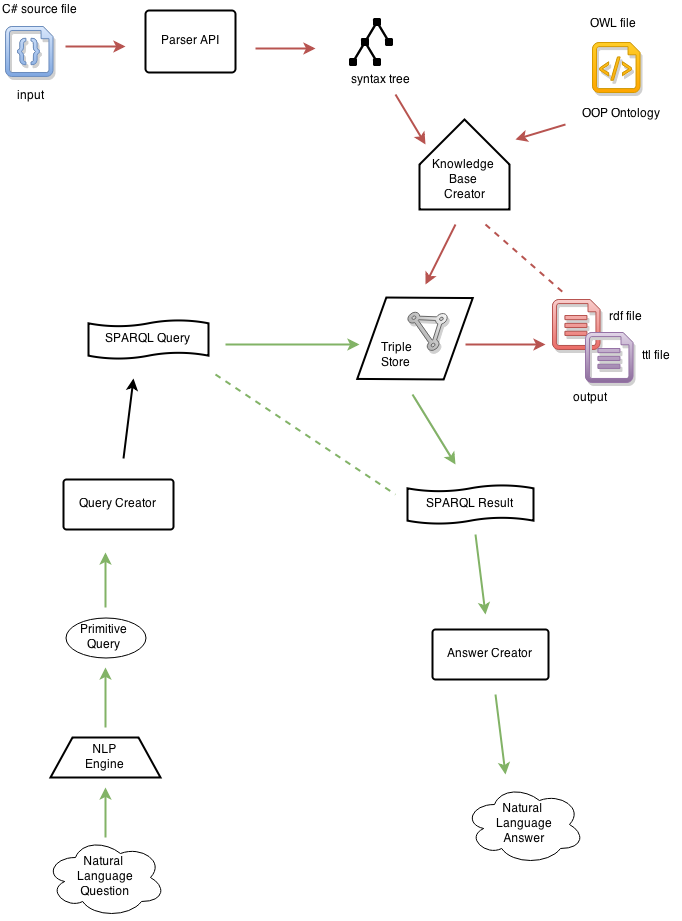 C# source file
input
Parser API
syntax tree
OWL file
OOP Ontology
Knowledge
Base
Creator
SPARQL Query
Triple
Store
rdf file
ttl file
output
Query Creator
SPARQL Result
Primitive
Query
Answer Creator
NLP
Engine
Natural
Language
Answer
Natural
Language
Question